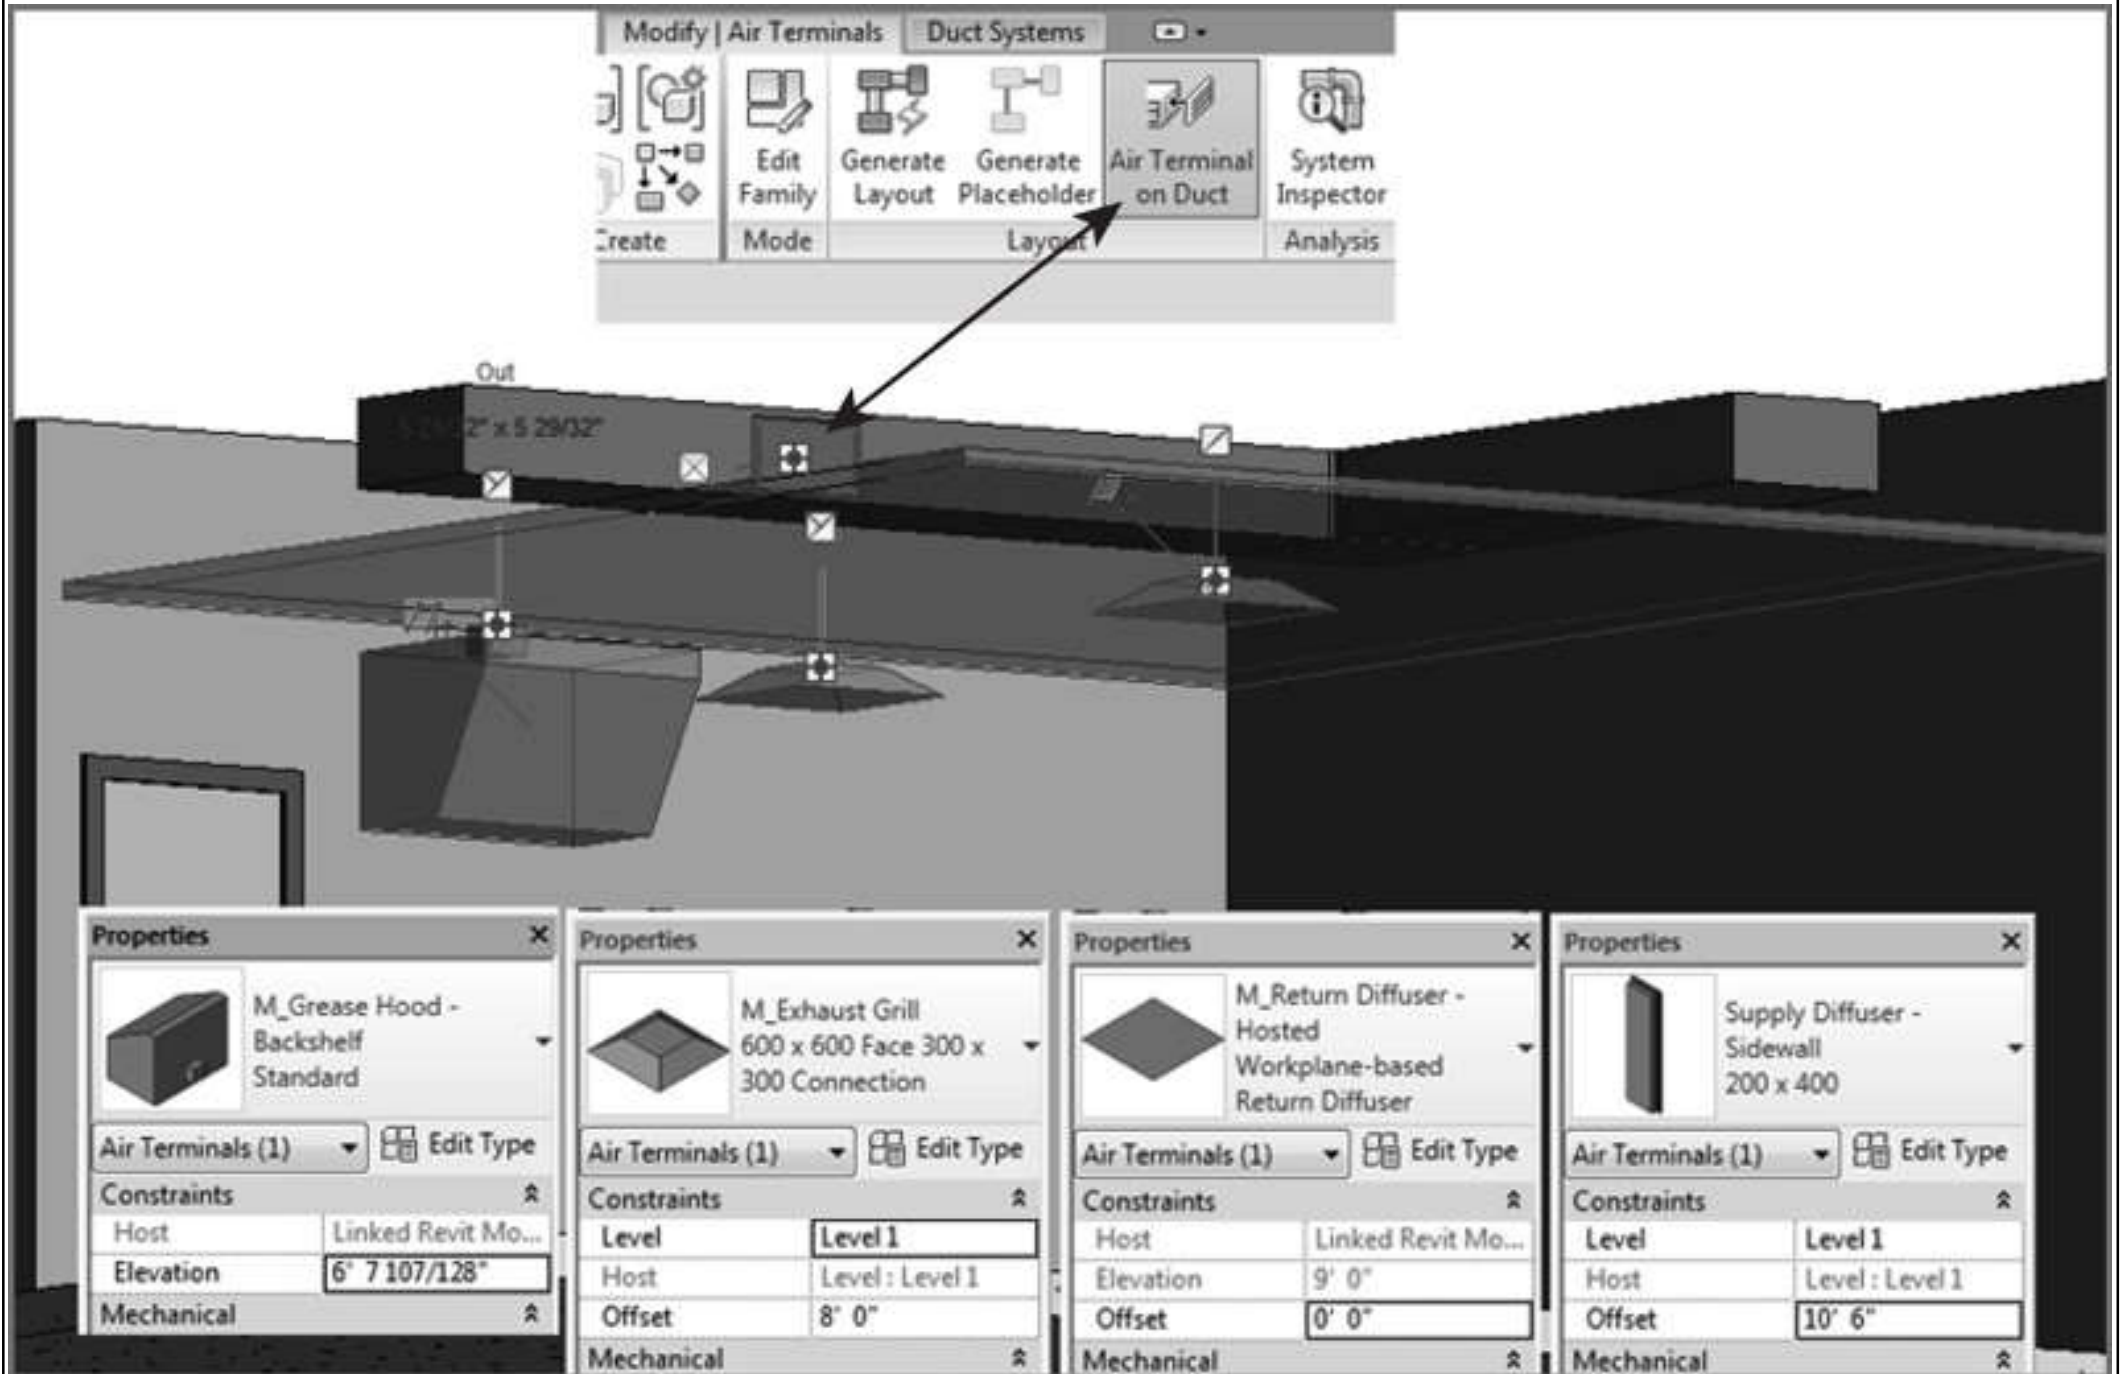 Modify | Air Terminals
Duct Systems
Edit
Family
Generate
Layout
Generate
Placeholder
Air Terminal
on Duct
System
Inspector
Create
Mode
Layout
Analysis
Out
2" x 5 29/32"
Properties
M_Grease Hood -
Backshelf
Standard
Air Terminals (1)
Edit Type
Constraints
Host Linked Revit Mo...
Elevation 6' 7 107/128"
Mechanical
Properties
M_Exhaust Grill
600 x 600 Face 300 x
300 Connection
Air Terminals (1)
Edit Type
Constraints
Level Level 1
Host Level : Level 1
Offset 8' 0"
Mechanical
Properties
M_Return Diffuser -
Hosted
Workplane-based
Return Diffuser
Air Terminals (1)
Edit Type
Constraints
Host Linked Revit Mo...
Elevation 9' 0"
Offset 0' 0"
Mechanical
Properties
Supply Diffuser -
Sidewall
200 x 400
Air Terminals (1)
Edit Type
Constraints
Level Level 1
Host Level : Level 1
Offset 10' 6"
Mechanical